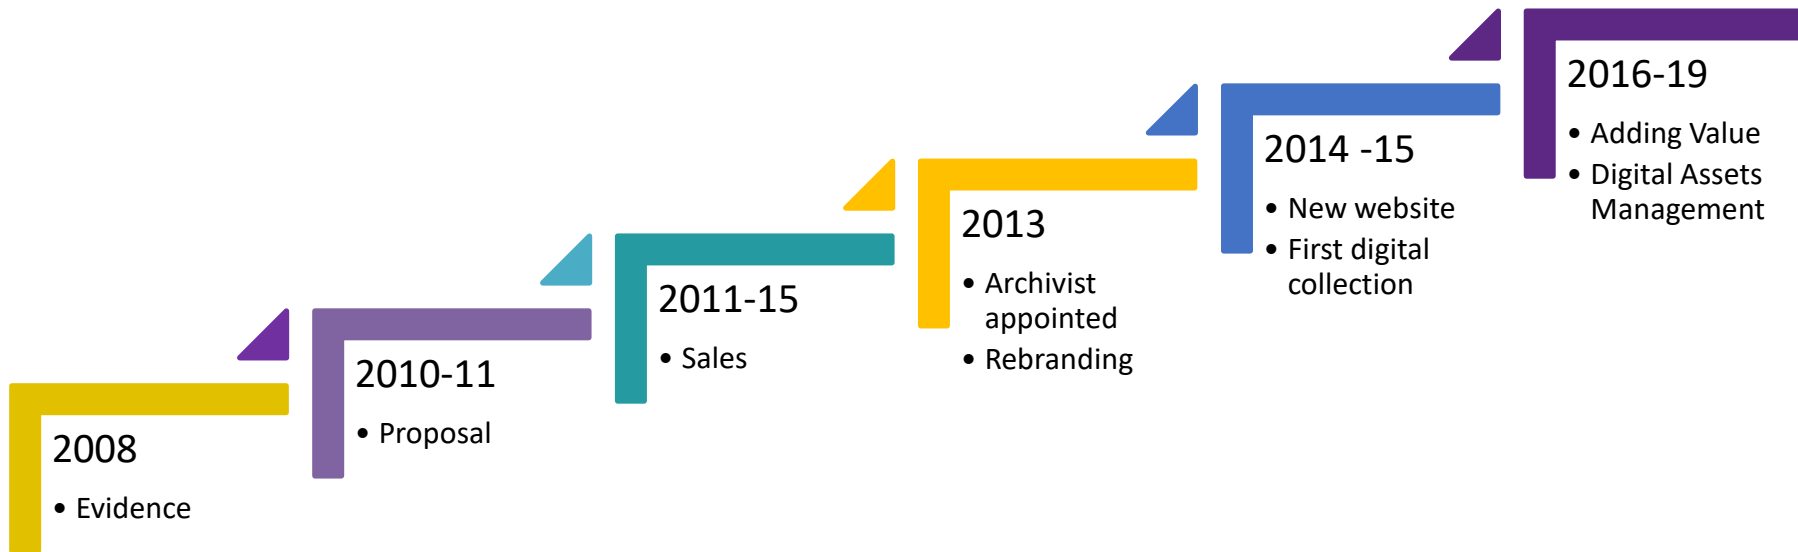 2008
• Evidence
2010-11
• Proposal
2011-15
• Sales
2013
• Archivist
appointed
• Rebranding
2014 -15
• New website
• First digital
collection
2016-19
• Adding Value
• Digital Assets
Management